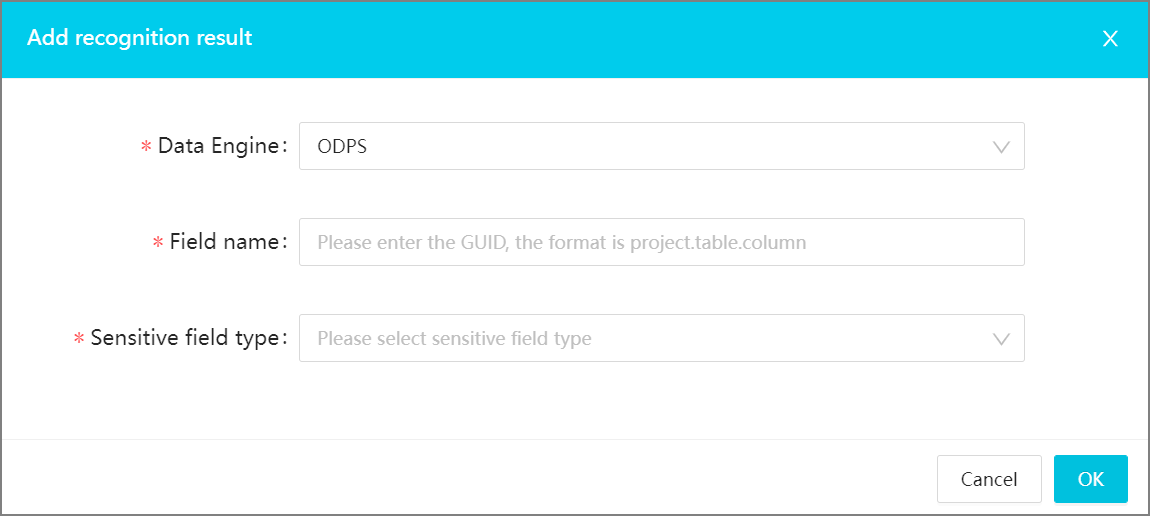 Add recognition result
* Data Engine: ODPS
* Field name: Please enter the GUID, the format is project.table.column
* Sensitive field type: Please select sensitive field type
Cancel OK